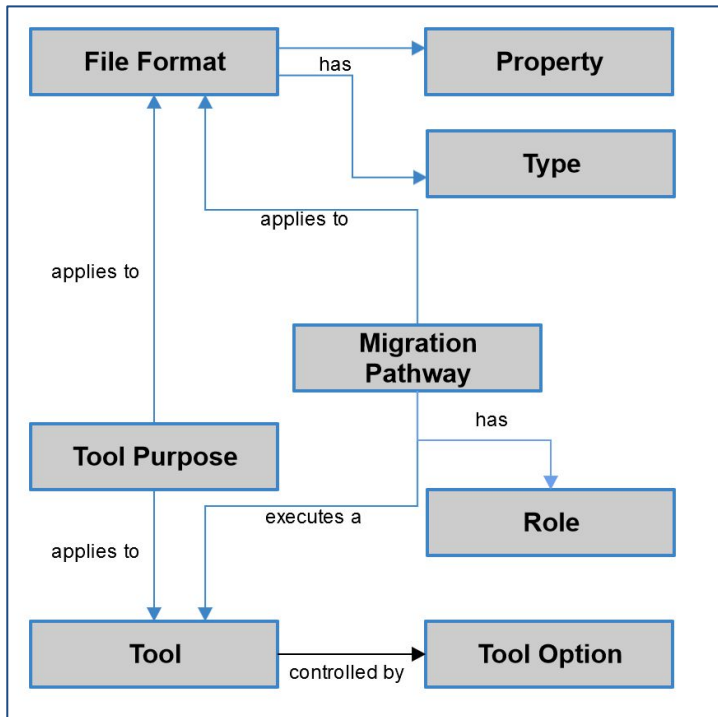 File Format
Property
has
Type
applies to
applies to
Migration
Pathway
has
Tool Purpose
executes a
Role
applies to
Tool
controlled by
Tool Option